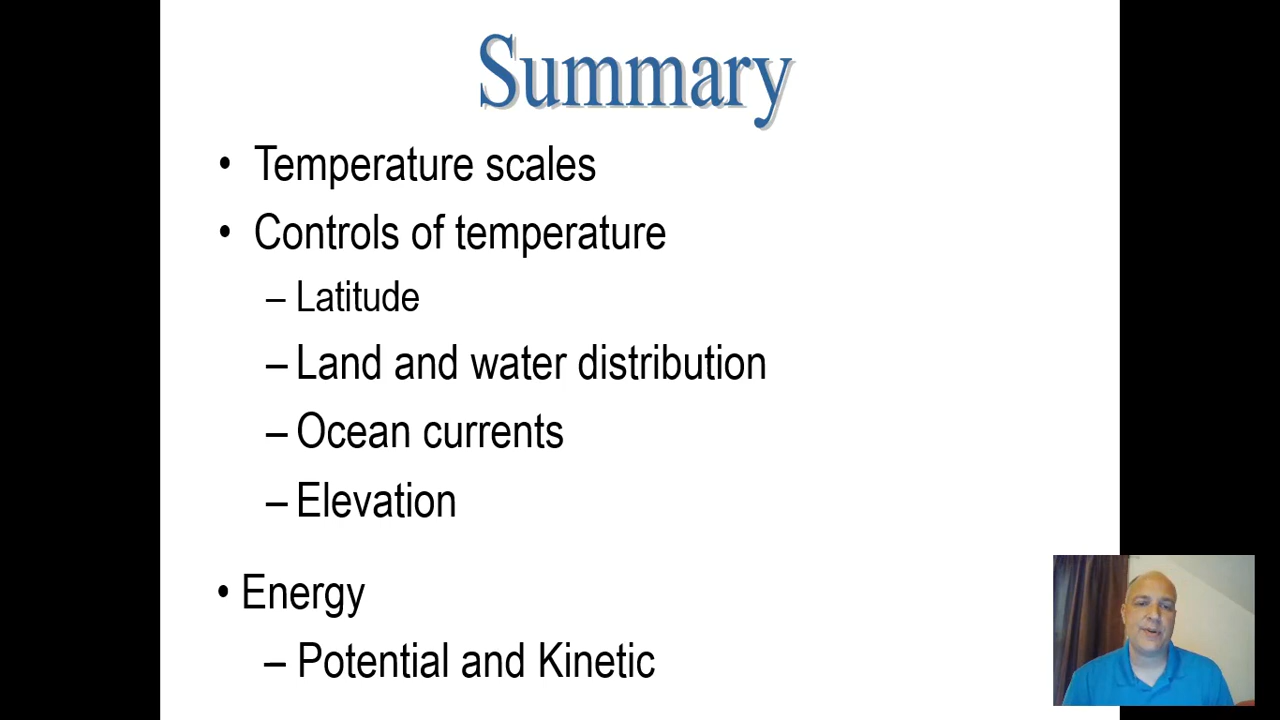 Summary
• Temperature scales
• Controls of temperature
– Latitude
– Land and water distribution
– Ocean currents
– Elevation
• Energy
– Potential and Kinetic